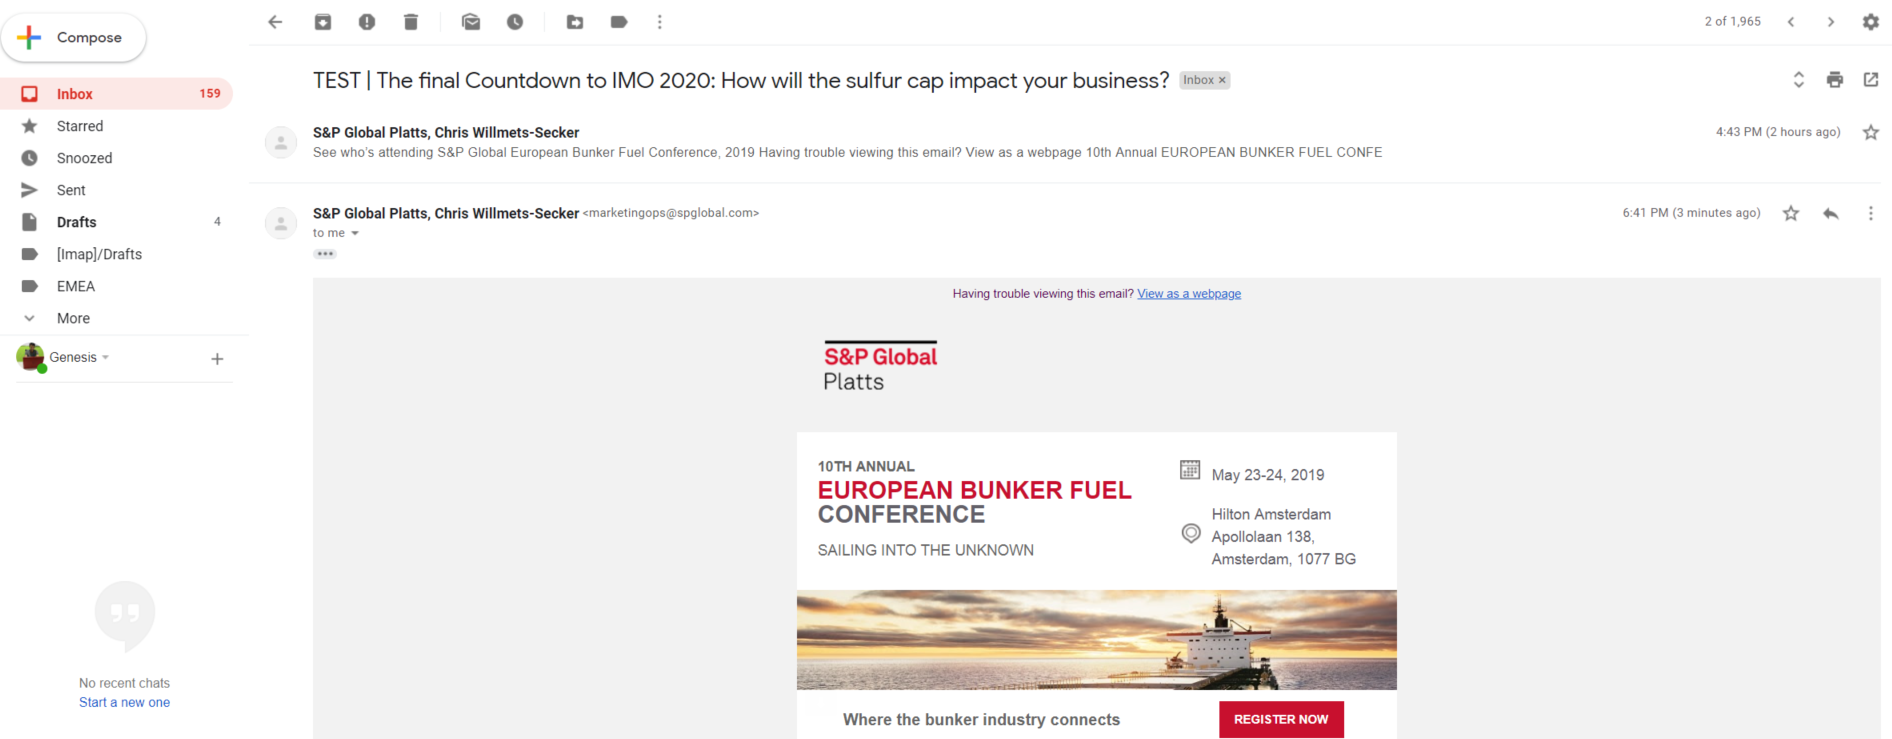 Compose
2 of 1,965
Inbox 159
Starred
Snoozed
Sent
Drafts 4
[Imap]/Drafts
EMEA
More
Genesis
No recent chats
Start a new one
TEST | The final Countdown to IMO 2020: How will the sulfur cap impact your business? Inbox x
S&P Global Platts, Chris Willmets-Secker 4:43 PM (2 hours ago)
See who's attending S&P Global European Bunker Fuel Conference, 2019 Having trouble viewing this email? View as a webpage 10th Annual EUROPEAN BUNKER FUEL CONFE
S&P Global Platts, Chris Willmets-Secker <marketingops@spglobal.com> 6:41 PM (3 minutes ago)
to me
Having trouble viewing this email? View as a webpage
S&P Global
Platts
10TH ANNUAL
EUROPEAN BUNKER FUEL
CONFERENCE
SAILING INTO THE UNKNOWN
May 23-24, 2019
Hilton Amsterdam
Apollolaan 138,
Amsterdam, 1077 BG
Where the bunker industry connects
REGISTER NOW